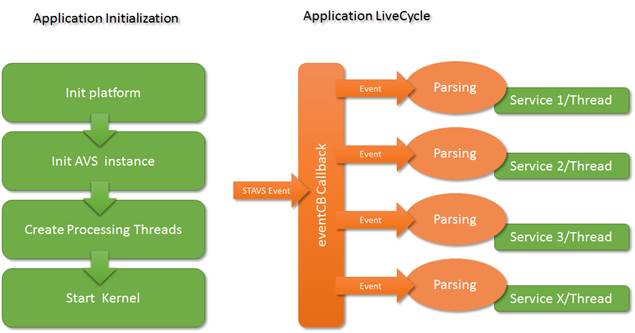 Application Initialization
Application LiveCycle
Init platform
Init AVS instance
Create Processing Threads
Start Kernel
STAVS Event
eventCB Callback
Event
Parsing
Service 1/Thread
Event
Parsing
Service 2/Thread
Event
Parsing
Service 3/Thread
Event
Parsing
Service X/Thread